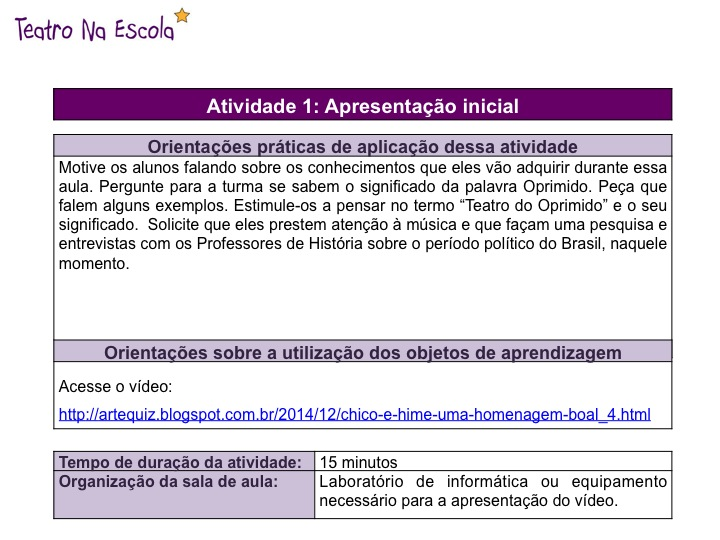 Teatro Na Escola
Atividade 1: Apresentação inicial
Orientações práticas de aplicação dessa atividade
Motive os alunos falando sobre os conhecimentos que eles vão adquirir durante essa
aula. Pergunte para a turma se sabem o significado da palavra Oprimido. Peça que
falem alguns exemplos. Estimule-os a pensar no termo “Teatro do Oprimido” e o seu
significado.  Solicite que eles prestem atenção à música e que façam uma pesquisa e
entrevistas com os Professores de História sobre o período político do Brasil, naquele
momento.
Orientações sobre a utilização dos objetos de aprendizagem
Acesse o vídeo:
http://artequiz.blogspot.com.br/2014/12/chico-e-hime-uma-homenagem-boal_4.html
Tempo de duração da atividade: 15 minutos
Organização da sala de aula: Laboratório de informática ou equipamento
necessário para a apresentação do vídeo.